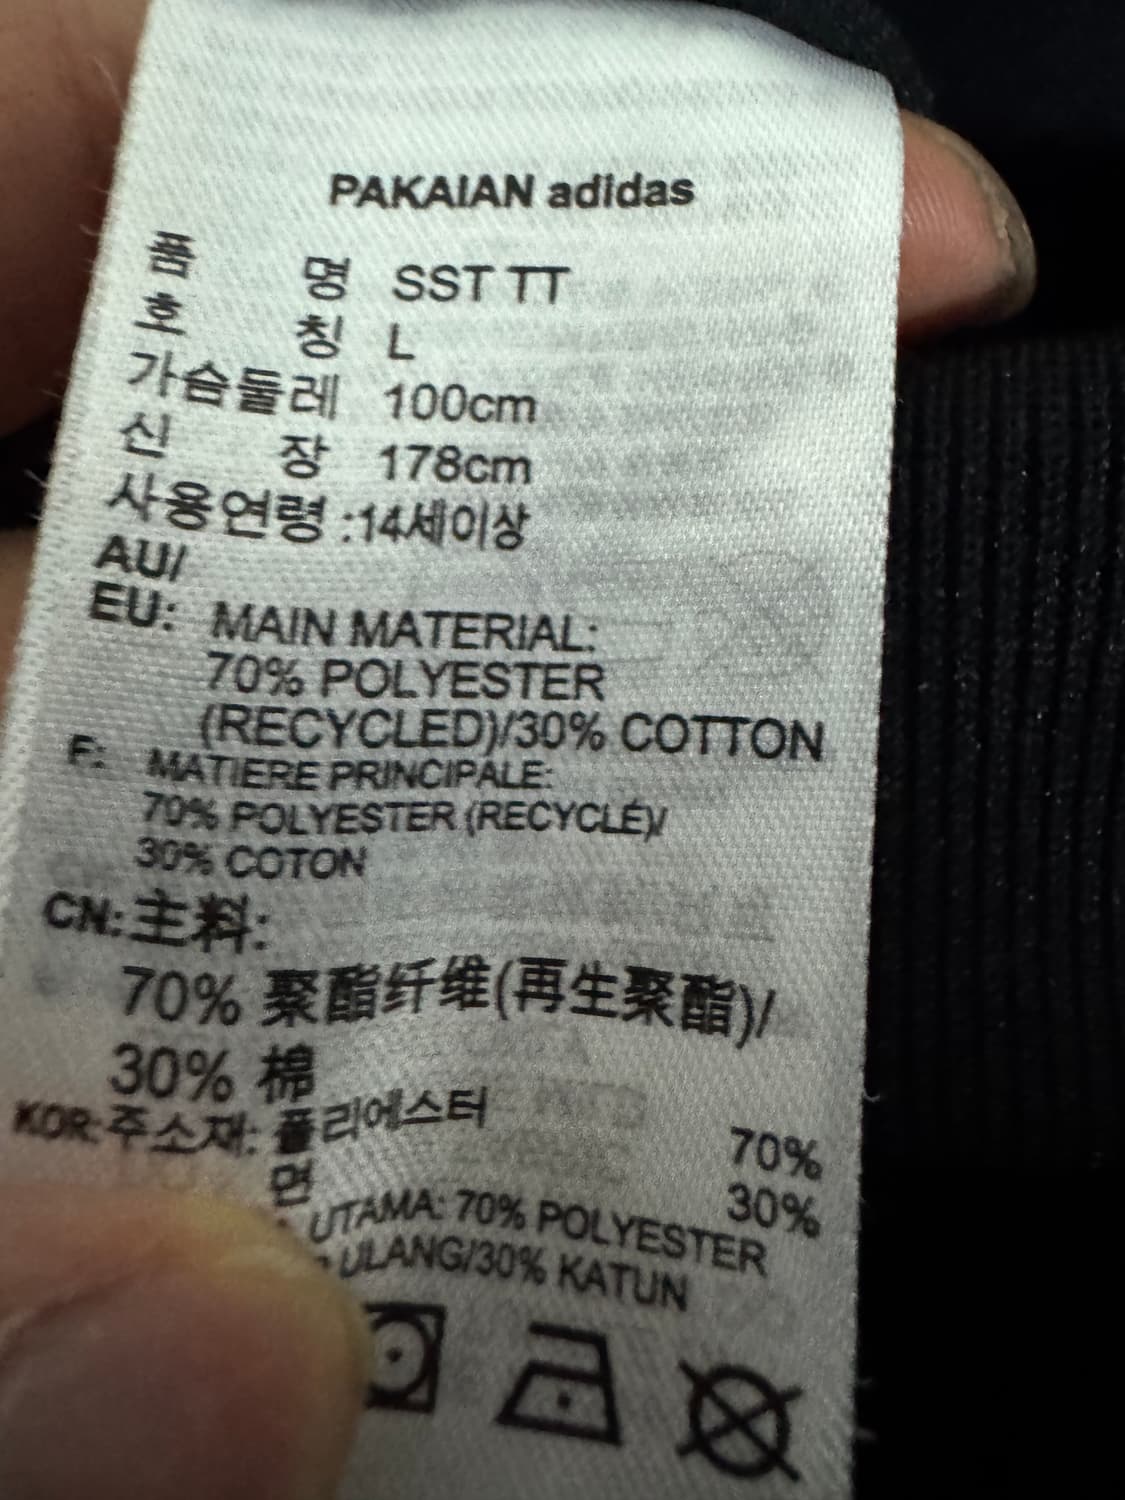 PAKAIAN adidas
품 명 SST TT
호 칭 L
가슴둘레 100cm
신 장 178cm
사용연령 :14세이상
AU/
EU: MAIN MATERIAL:
70% POLYESTER
(RECYCLED)/30% COTTON
F: MATIERE PRINCIPALE:
70% POLYESTER (RECYCLÉ)/
30% COTON
CN:主料:
70% 聚酯纤维(再生聚酯)/
30% 棉
KOR:주소재: 폴리에스터 70%
면 30%
UTAMA: 70% POLYESTER
ULANG/30% KATUN